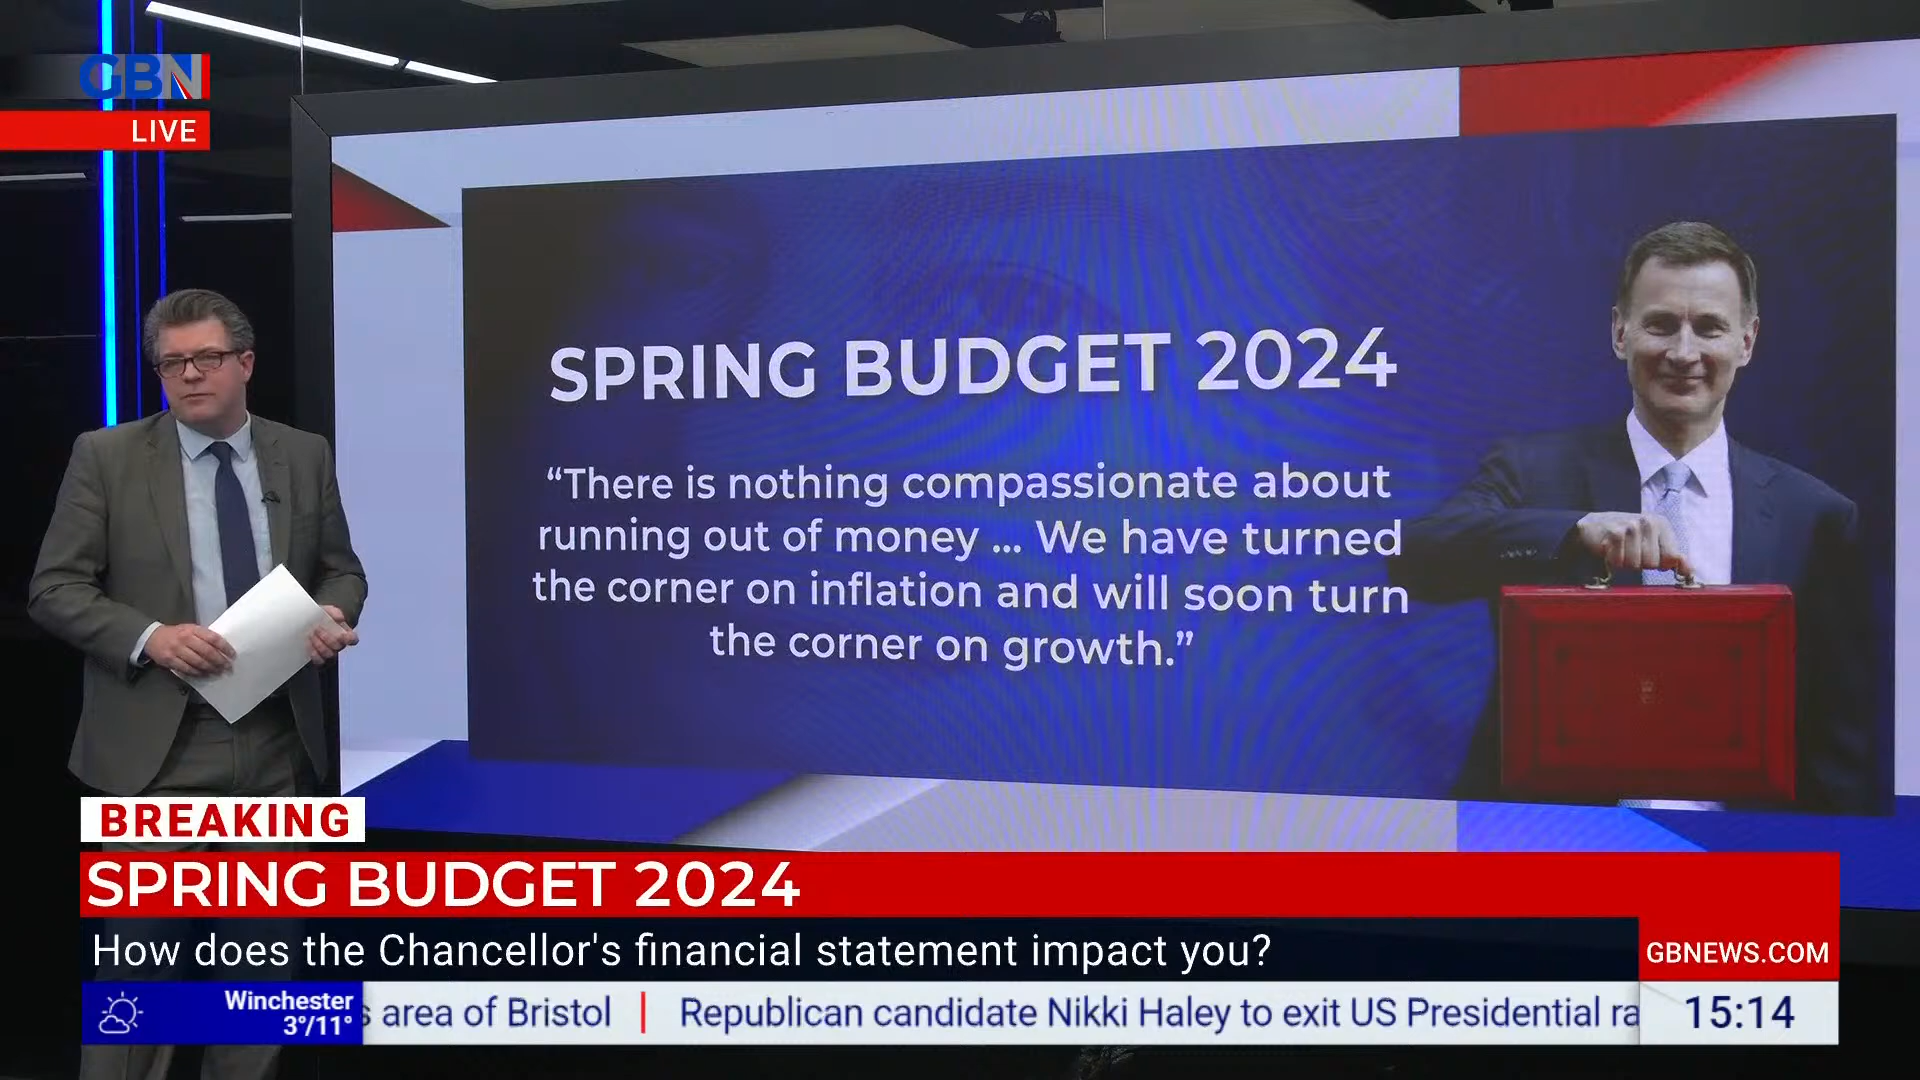 GBN
LIVE
SPRING BUDGET 2024
“There is nothing compassionate about
running out of money ... We have turned
the corner on inflation and will soon turn
the corner on growth.”
BREAKING
SPRING BUDGET 2024
How does the Chancellor's financial statement impact you?
GBNEWS.COM
Winchester
3°/11°
s area of Bristol | Republican candidate Nikki Haley to exit US Presidential ra
15:14